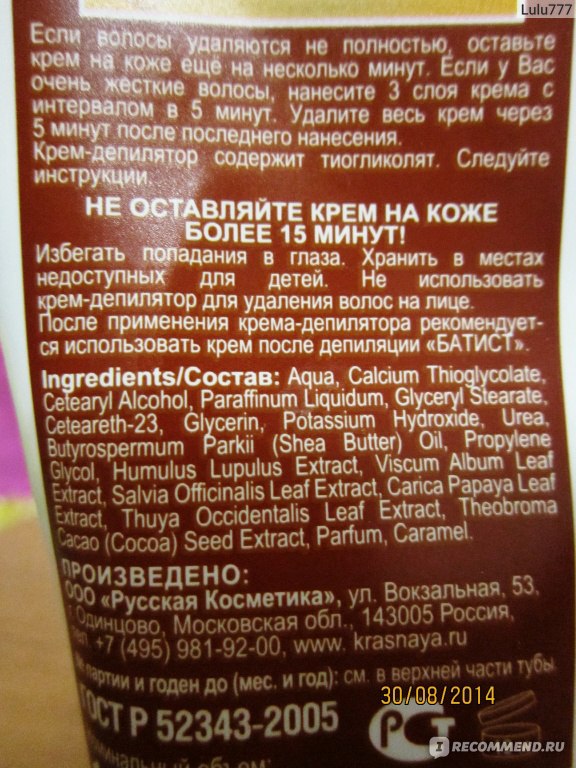 Lulu777
Если волосы удаляются не полностью, оставьте
крем на коже ещё на несколько минут. Если у Вас
очень жёсткие волосы, нанесите 3 слоя крема с
интервалом в 5 минут. Удалите весь крем через
5 минут после последнего нанесения.
Крем-депилятор содержит тиогликолят. Следуйте
инструкции.
НЕ ОСТАВЛЯЙТЕ КРЕМ НА КОЖЕ
БОЛЕЕ 15 МИНУТ!
Избегать попадания в глаза. Хранить в местах
недоступных для детей. Не использовать
крем-депилятор для удаления волос на лице.
После применения крема-депилятора рекомендует-
ся использовать крем после депиляции «БАТИСТ».
Ingredients/Состав: Aqua, Calcium Thioglycolate,
Cetearyl Alcohol, Paraffinum Liquidum, Glyceryl Stearate,
Ceteareth-23, Glycerin, Potassium Hydroxide, Urea,
Butyrospermum Parkii (Shea Butter) Oil, Propylene
Glycol, Humulus Lupulus Extract, Viscum Album Leaf
Extract, Salvia Officinalis Leaf Extract, Carica Papaya Leaf
Extract, Thuya Occidentalis Leaf Extract, Theobroma
Cacao (Cocoa) Seed Extract, Parfum, Caramel.
ПРОИЗВЕДЕНО:
ООО «Русская Косметика», ул. Вокзальная, 53,
г.Одинцово, Московская обл., 143005 Россия,
тел. +7 (495) 981-92-00, www. krasnaya.ru
партии и годен до (мес. и год): см. в верхней части тубы
30/08/2014
ГОСТ Р 52343-2005
РСТ
объем:
IRECOMMEND.RU